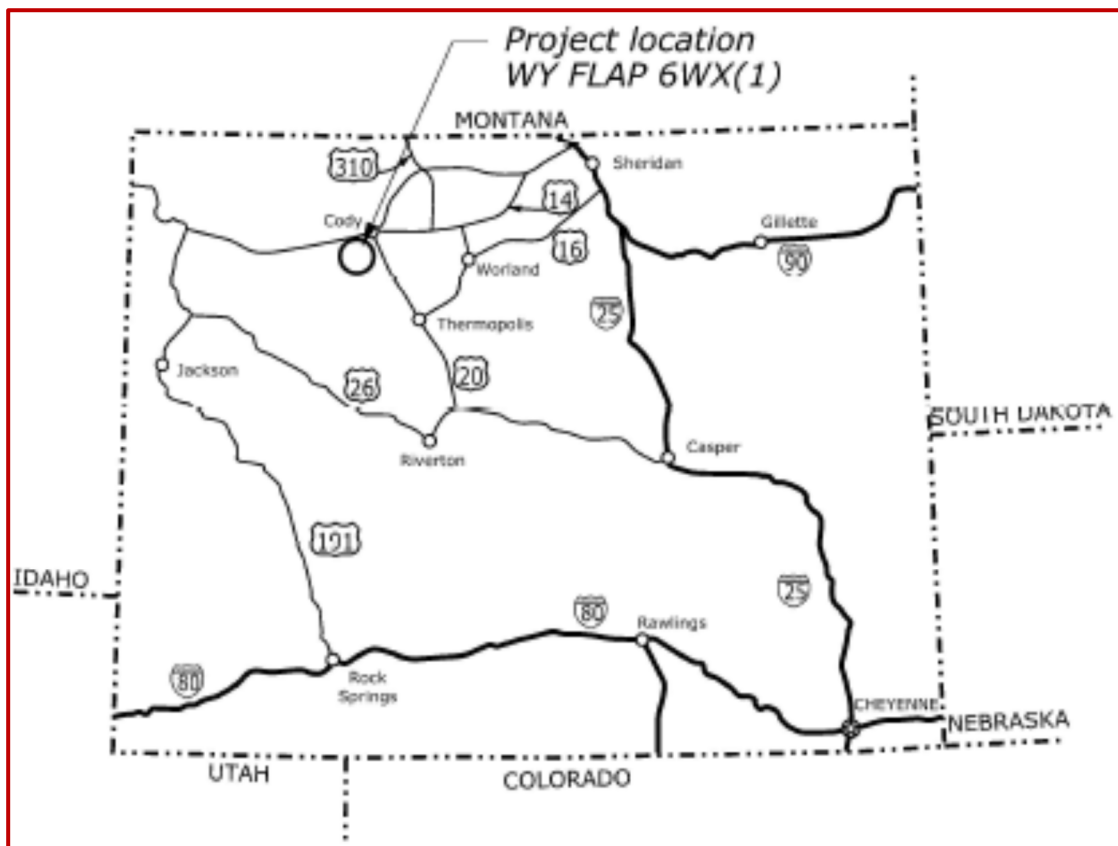 Project location
WY FLAP 6WX(1)
MONTANA
310
Sheridan
14
Cody
Gillette
16
Worland
90
25
Thermopolis
Jackson
26
20
SOUTH DAKOTA
Riverton
Casper
191
IDAHO
25
80
Rawlings
80
Rock
Springs
CHEYENNE
NEBRASKA
UTAH
COLORADO